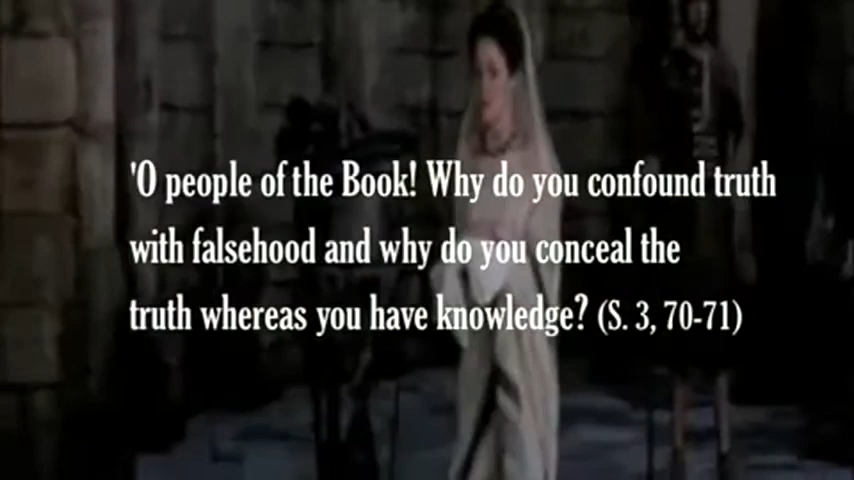 'O people of the Book! Why do you confound truth
with falsehood and why do you conceal the
truth whereas you have knowledge? (S. 3, 70-71)